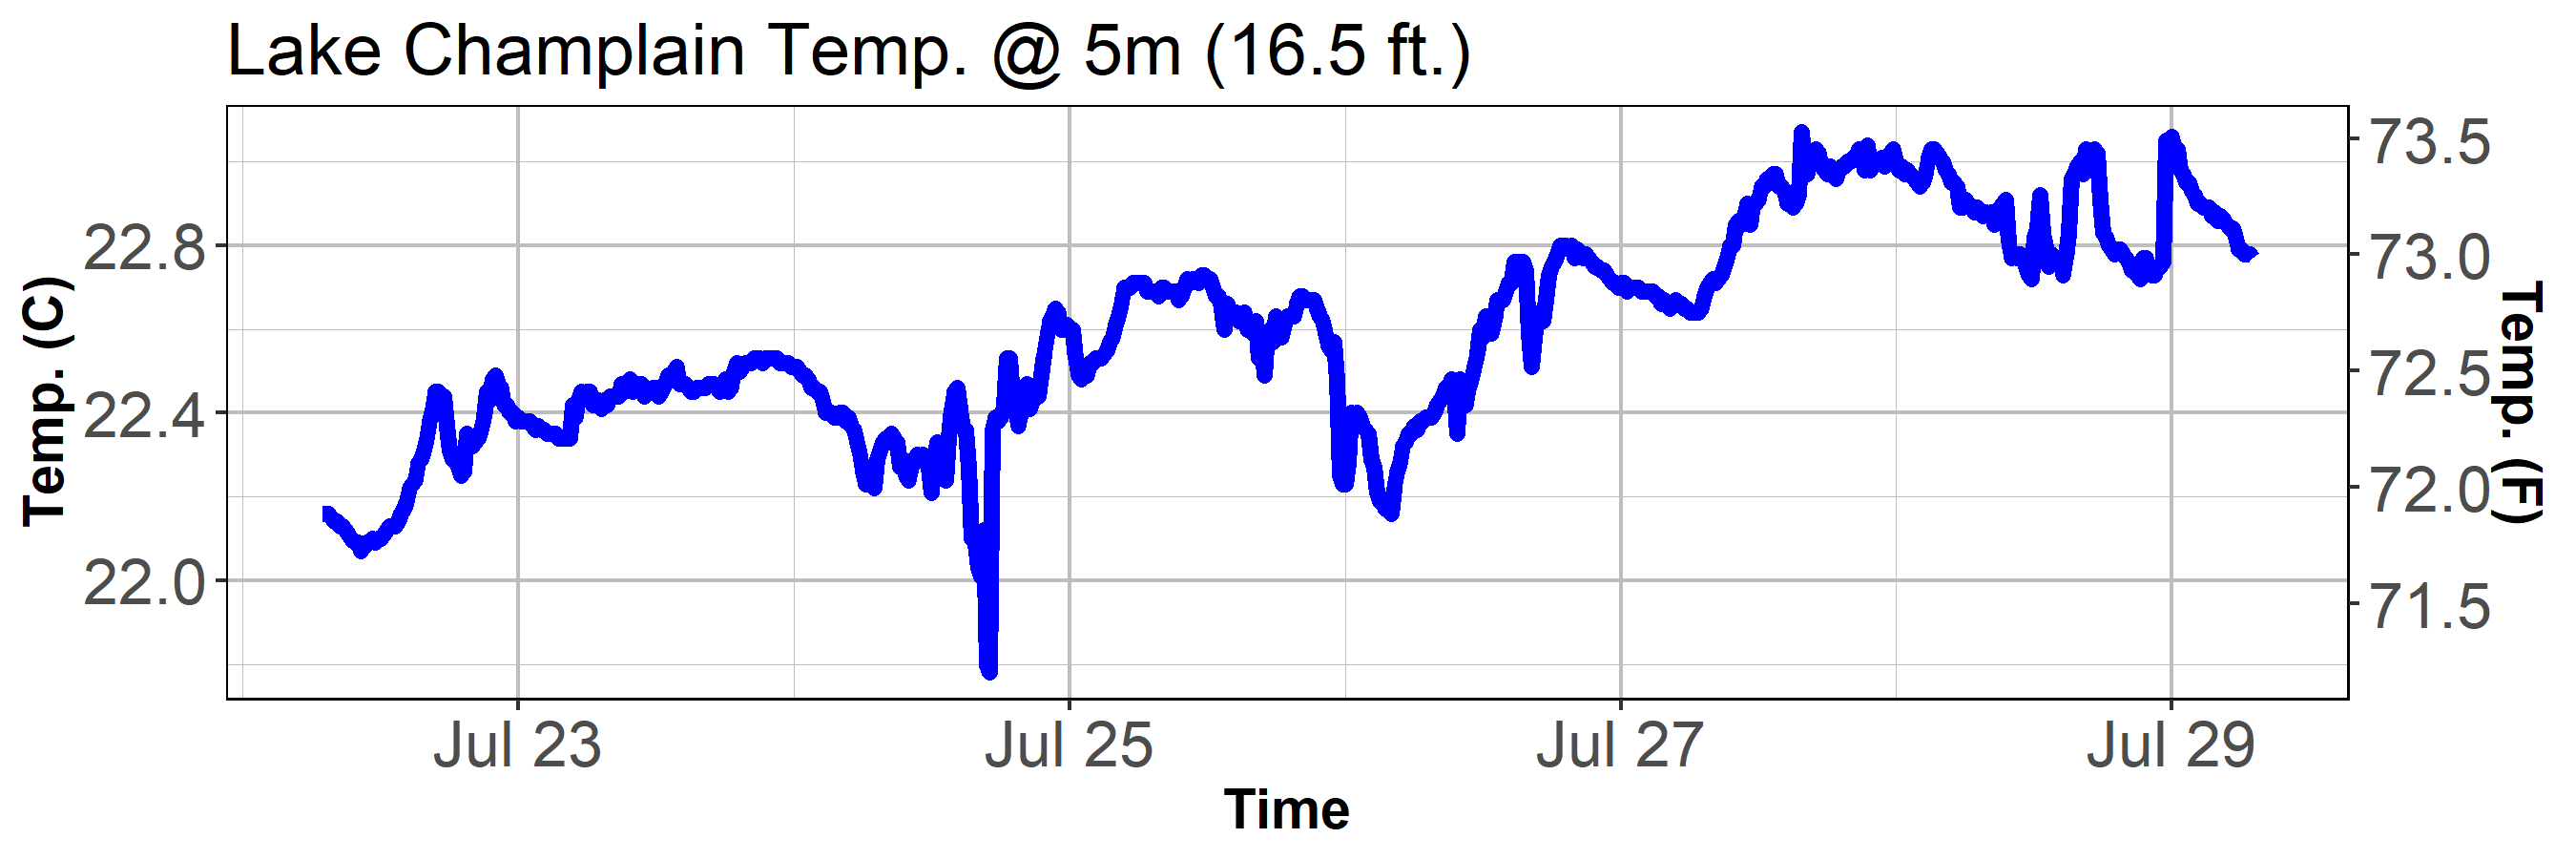 Lake Champlain Temp. @ 5m (16.5 ft.)
Temp. (C)
22.8
22.4
22.0
73.5
73.0
72.5
72.0
71.5
Temp. (F)
Jul 23 Jul 25 Jul 27 Jul 29
Time